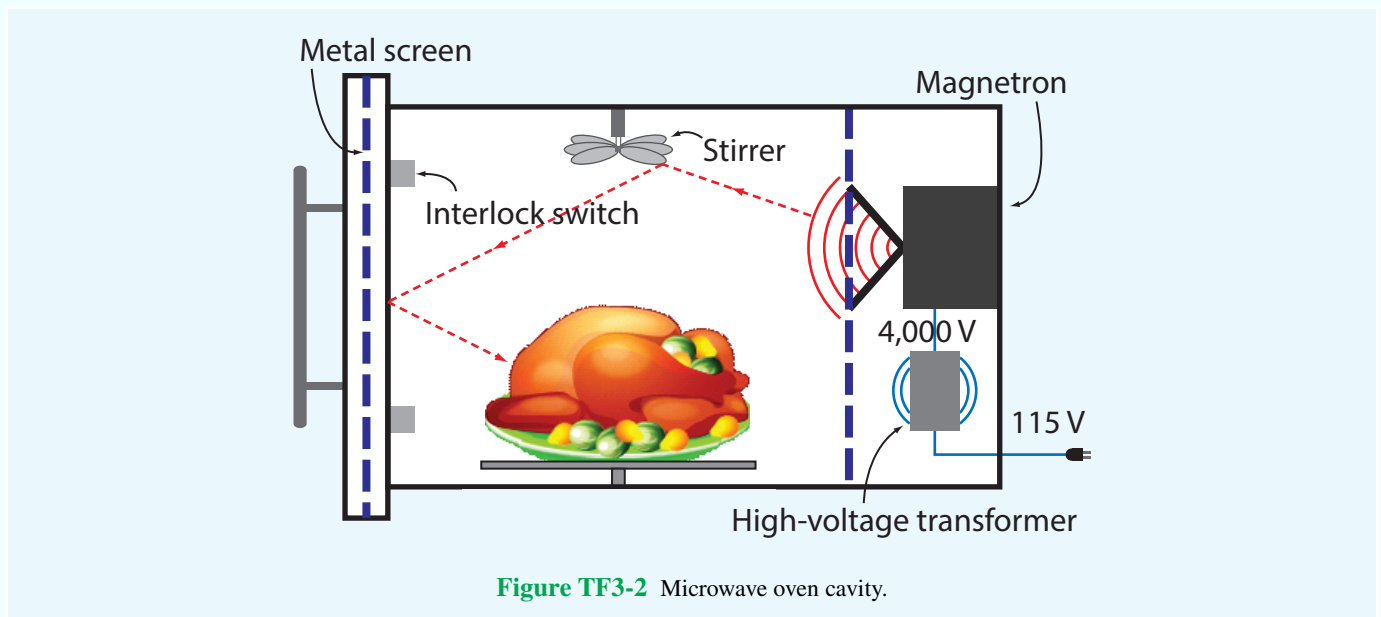 Metal screen
Magnetron
Stirrer
Interlock switch
4,000 V
115 V
High-voltage transformer
Figure TF3-2 Microwave oven cavity.